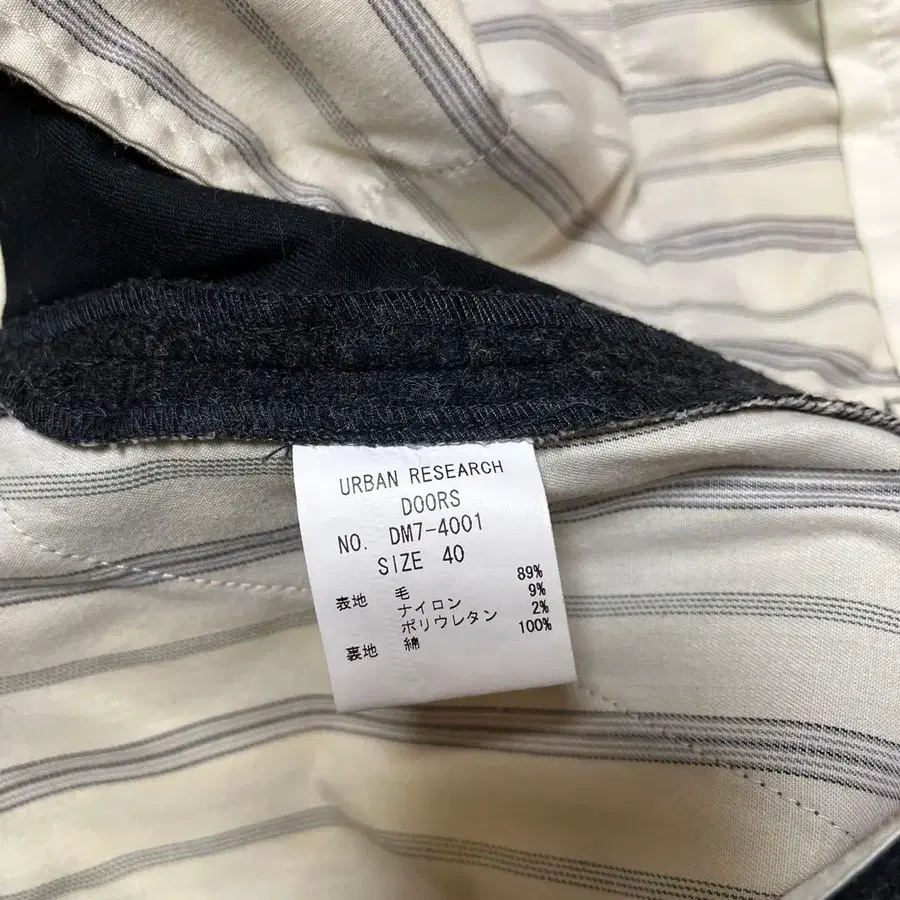 URBAN RESEARCH
DOORS
NO. DM7-4001
SIZE 40
表地 毛 89%
ナイロン 9%
ポリウレタン 2%
裏地 綿 100%